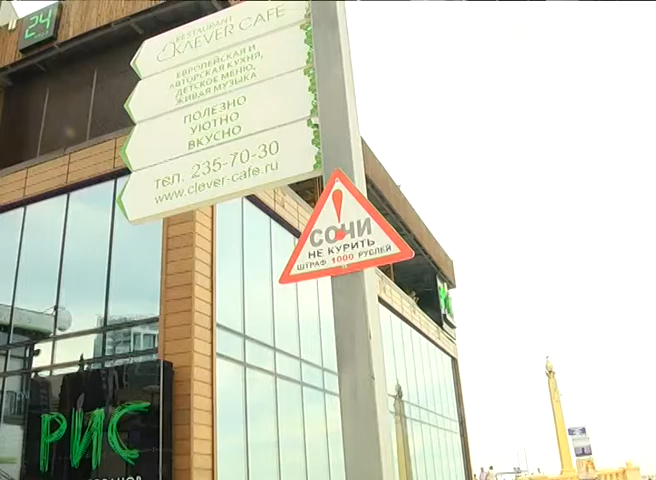 24
RESTAURANT
КЛЕВЕР CAFE
ЕВРОПЕЙСКАЯ И
АВТОРСКАЯ КУХНЯ,
ДЕТСКОЕ МЕНЮ,
ЖИВАЯ МУЗЫКА
ПОЛЕЗНО
УЮТНО
ВКУСНО
тел. 235-70-30
www.clever-cafe.ru
СОЧИ
НЕ КУРИТЬ
ШТРАФ 1000 РУБЛЕЙ
РИС